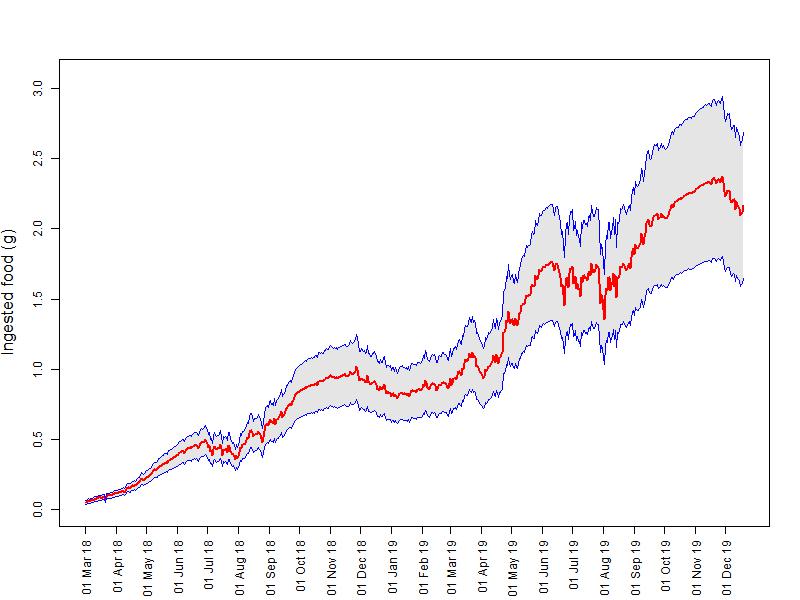 Ingested food (g)
3.0
2.5
2.0
1.5
1.0
0.5
0.0
01 Mar 18
01 Apr 18
01 May 18
01 Jun 18
01 Jul 18
01 Aug 18
01 Sep 18
01 Oct 18
01 Nov 18
01 Dec 18
01 Jan 19
01 Feb 19
01 Mar 19
01 Apr 19
01 May 19
01 Jun 19
01 Jul 19
01 Aug 19
01 Sep 19
01 Oct 19
01 Nov 19
01 Dec 19